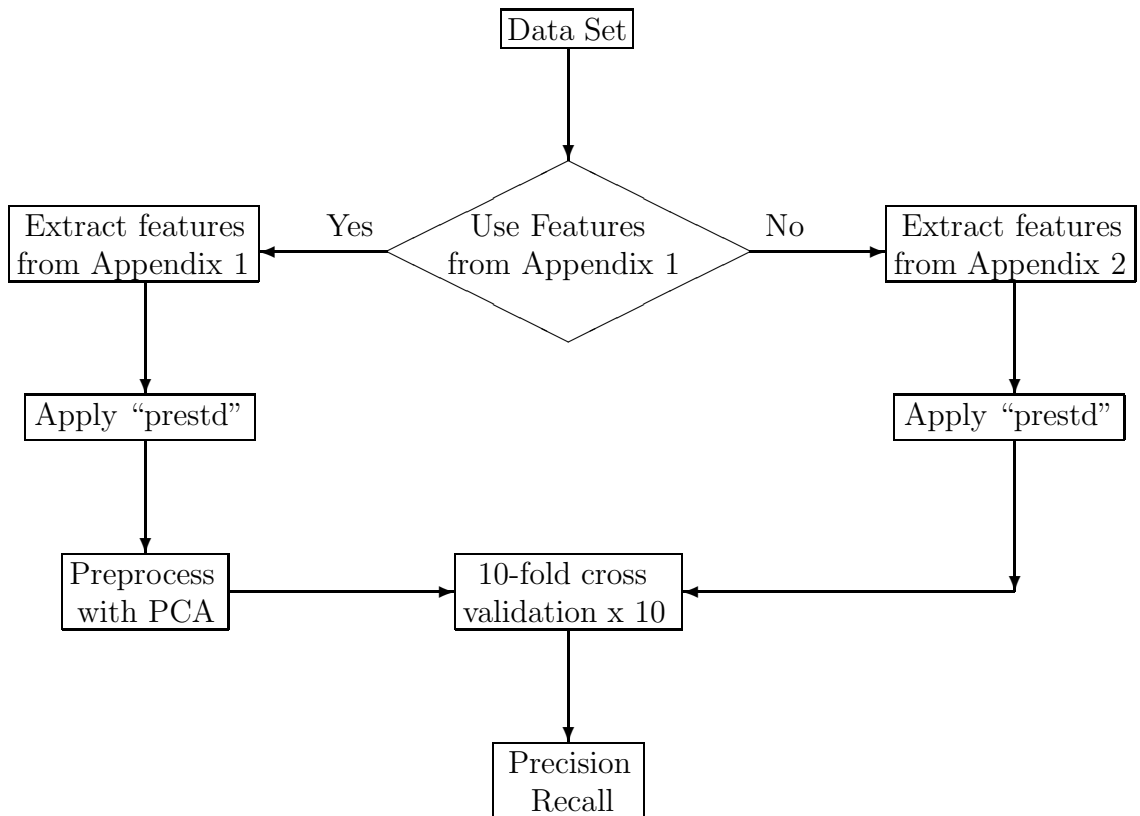 Data Set
Yes
Use Features
from Appendix 1
No
Extract features
from Appendix 1
Extract features
from Appendix 2
Apply “prestd”
Apply “prestd”
Preprocess
with PCA
10-fold cross
validation x 10
Precision
Recall